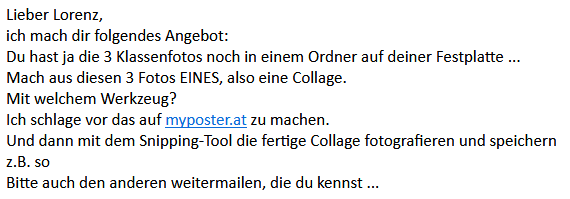 Lieber Lorenz,
ich mach dir folgendes Angebot:
Du hast ja die 3 Klassenfotos noch in einem Ordner auf deiner Festplatte ...
Mach aus diesen 3 Fotos EINES, also eine Collage.
Mit welchem Werkzeug?
Ich schlage vor das auf myposter.at zu machen.
Und dann mit dem Snipping-Tool die fertige Collage fotografieren und speichern
z.B. so
Bitte auch den anderen weitermailen, die du kennst ...